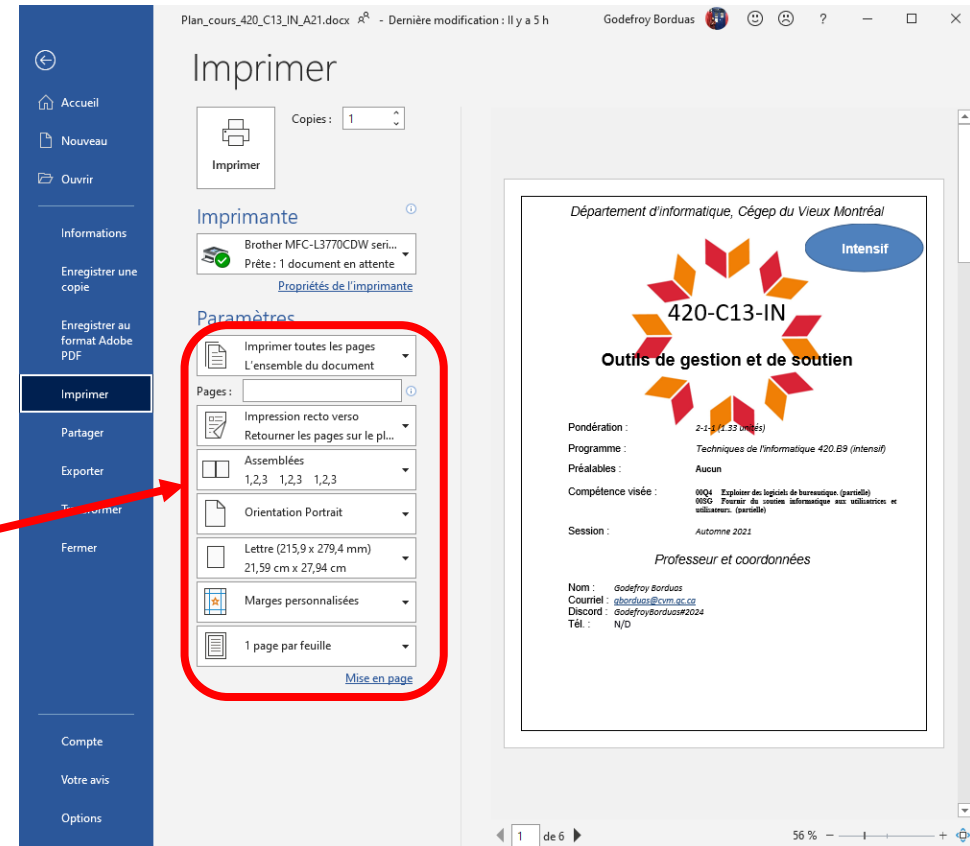 Plan_cours_420_C13_IN_A21.docx - Dernière modification : Il y a 5 h
Godefroy Borduas
?
Imprimer
Accueil
Nouveau
Ouvrir
Informations
Enregistrer une
copie
Enregistrer au
format Adobe
PDF
Imprimer
Partager
Exporter
Transformer
Fermer
Compte
Votre avis
Options
Copies : 1
Imprimer
Imprimante
Brother MFC-L3770CDW seri...
Prête : 1 document en attente
Propriétés de l'imprimante
Paramètres
Imprimer toutes les pages
L'ensemble du document
Pages :
Impression recto verso
Retourner les pages sur le pl...
Assemblées
1,2,3 1,2,3 1,2,3
Orientation Portrait
Lettre (215,9 x 279,4 mm)
21,59 cm x 27,94 cm
Marges personnalisées
1 page par feuille
Mise en page
Département d'informatique, Cégep du Vieux Montréal
Intensif
420-C13-IN
Outils de gestion et de soutien
Pondération : 2-1-1 (1.33 unités)
Programme : Techniques de l'informatique 420.B9 (intensif)
Préalables : Aucun
Compétence visée : 00Q4 Exploiter des logiciels de bureautique. (partielle)
00SG Fournir du soutien informatique aux utilisatrices et
utilisateurs. (partielle)
Session : Automne 2021
Professeur et coordonnées
Nom : Godefroy Borduas
Courriel : gborduas@cvm.qc.ca
Discord : GodefroyBorduas#2024
Tél. : N/D
1 de 6
56 %